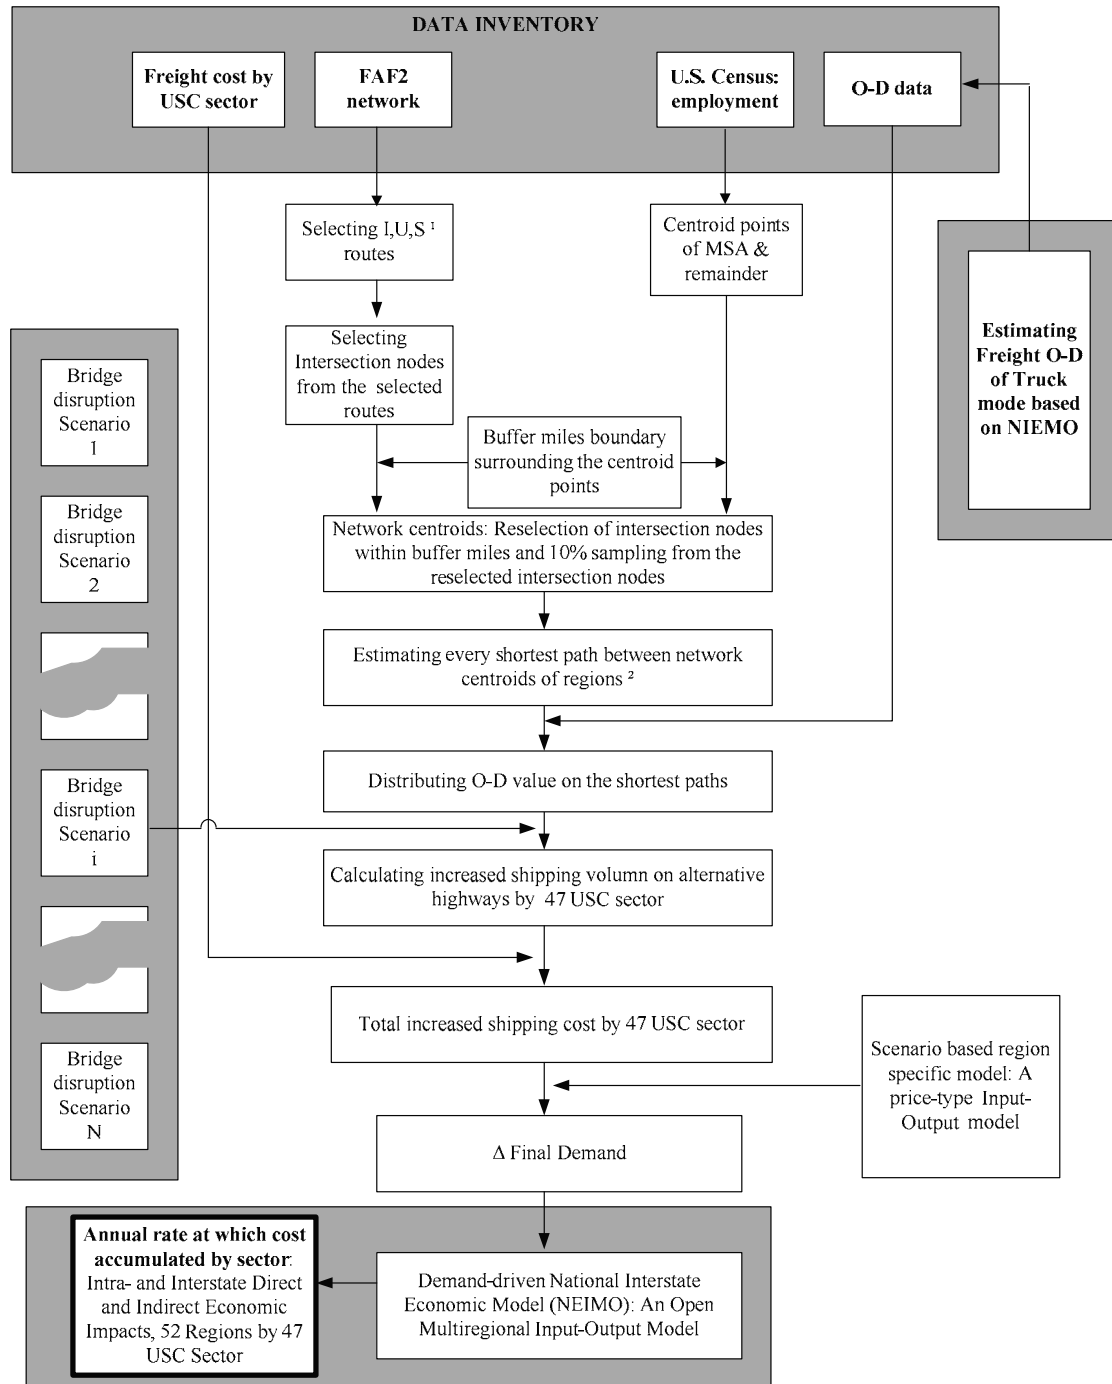 DATA INVENTORY
Freight cost by
USC sector
FAF2
network
U.S. Census:
employment
O-D data
Selecting I,U,S ¹
routes
Centroid points
of MSA &
remainder
Estimating
Freight O-D
of Truck
mode based
on NIEMO
Selecting
Intersection nodes
from the selected
routes
Buffer miles boundary
surrounding the centroid
points
Bridge
disruption
Scenario
1
Bridge
disruption
Scenario
2
Bridge
disruption
Scenario
i
Bridge
disruption
Scenario
N
Network centroids: Reselection of intersection nodes
within buffer miles and 10% sampling from the
reselected intersection nodes
Estimating every shortest path between network
centroids of regions ²
Distributing O-D value on the shortest paths
Calculating increased shipping volumn on alternative
highways by 47 USC sector
Total increased shipping cost by 47 USC sector
Scenario based region
specific model: A
price-type Input-
Output model
Δ Final Demand
Annual rate at which cost
accumulated by sector:
Intra- and Interstate Direct
and Indirect Economic
Impacts, 52 Regions by 47
USC Sector
Demand-driven National Interstate
Economic Model (NEIMO): An Open
Multiregional Input-Output Model